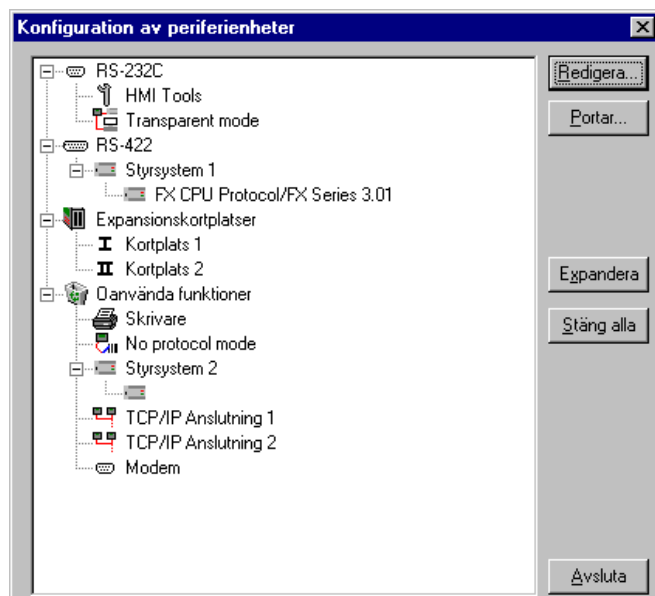 Konfiguration av periferienheter
RS-232C
HMI Tools
Transparent mode
RS-422
Styrsystem 1
FX CPU Protocol/FX Series 3.01
Expansionskortplatser
I Kortplats 1
II Kortplats 2
Oanvända funktioner
Skrivare
No protocol mode
Styrsystem 2
TCP/IP Anslutning 1
TCP/IP Anslutning 2
Modem
Redigera...
Portar...
Expandera
Stäng alla
Avsluta